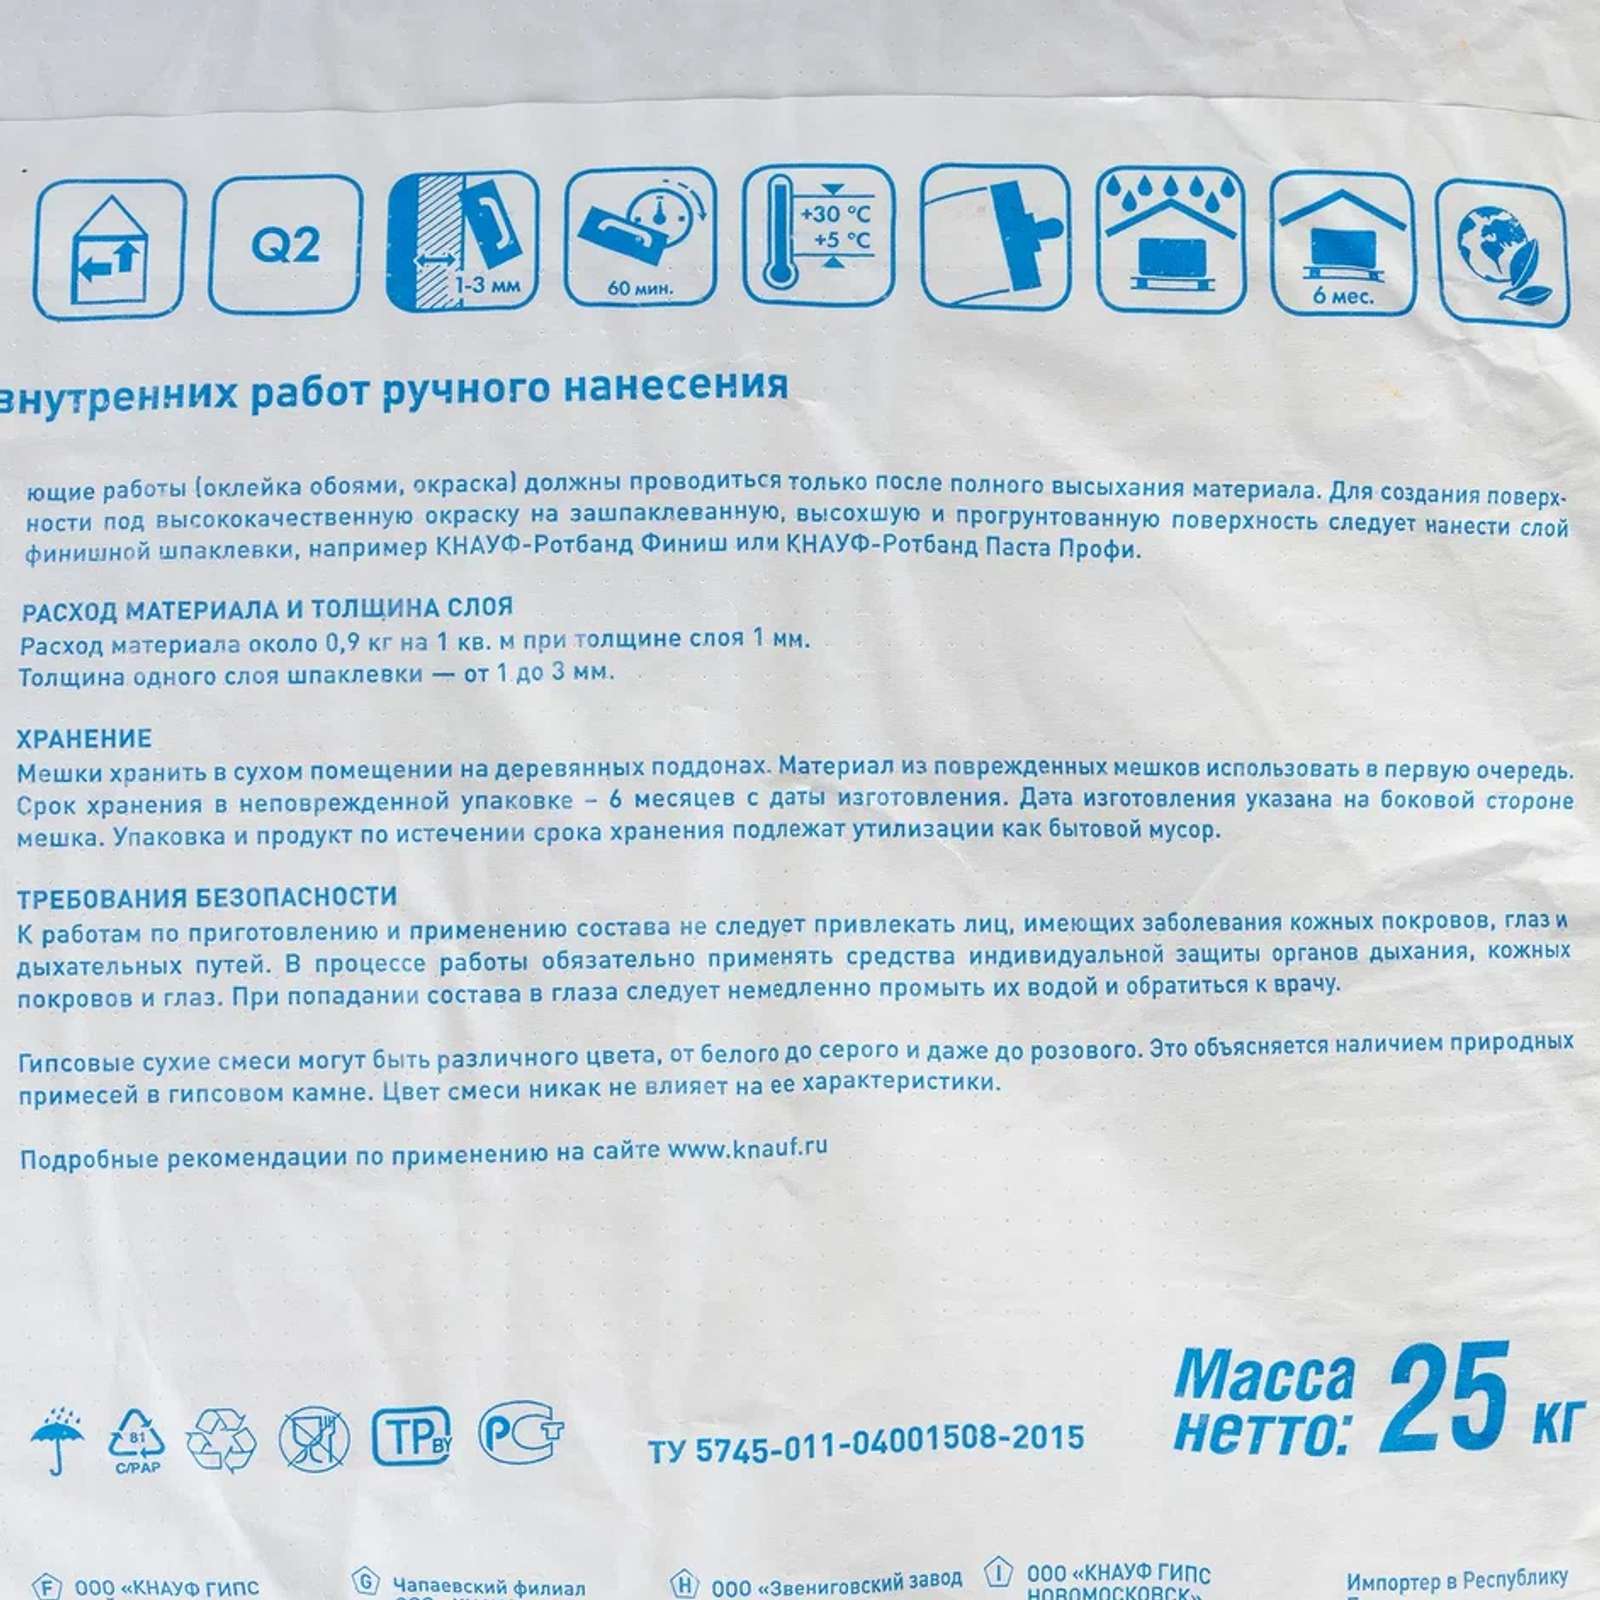 Q2
1-3 мм
60 мин.
+30 °C
+5 °C
6 мес.
внутренних работ ручного нанесения
ющие работы (оклейка обоями, окраска) должны проводиться только после полного высыхания материала. Для создания поверх-
ности под высококачественную окраску на зашпаклеванную, высохшую и прогрунтованную поверхность следует нанести слой
финишной шпаклевки, например КНАУФ-Ротбанд Финиш или КНАУФ-Ротбанд Паста Профи.
РАСХОД МАТЕРИАЛА И ТОЛЩИНА СЛОЯ
Расход материала около 0,9 кг на 1 кв. м при толщине слоя 1 мм.
Толщина одного слоя шпаклевки — от 1 до 3 мм.
ХРАНЕНИЕ
Мешки хранить в сухом помещении на деревянных поддонах. Материал из поврежденных мешков использовать в первую очередь.
Срок хранения в неповрежденной упаковке – 6 месяцев с даты изготовления. Дата изготовления указана на боковой стороне
мешка. Упаковка и продукт по истечении срока хранения подлежат утилизации как бытовой мусор.
ТРЕБОВАНИЯ БЕЗОПАСНОСТИ
К работам по приготовлению и применению состава не следует привлекать лиц, имеющих заболевания кожных покровов, глаз и
дыхательных путей. В процессе работы обязательно применять средства индивидуальной защиты органов дыхания, кожных
покровов и глаз. При попадании состава в глаза следует немедленно промыть их водой и обратиться к врачу.
Гипсовые сухие смеси могут быть различного цвета, от белого до серого и даже до розового. Это объясняется наличием природных
примесей в гипсовом камне. Цвет смеси никак не влияет на ее характеристики.
Подробные рекомендации по применению на сайте www.knauf.ru
Масса
нетто: 25 кг
81
C/PAP
ТР BY
РСТ
ТУ 5745-011-04001508-2015
F ООО «КНАУФ ГИПС
G Чапаевский филиал
H ООО «Звениговский завод
I ООО «КНАУФ ГИПС
НОВОМОСКОВСК»
Импортер в Республику